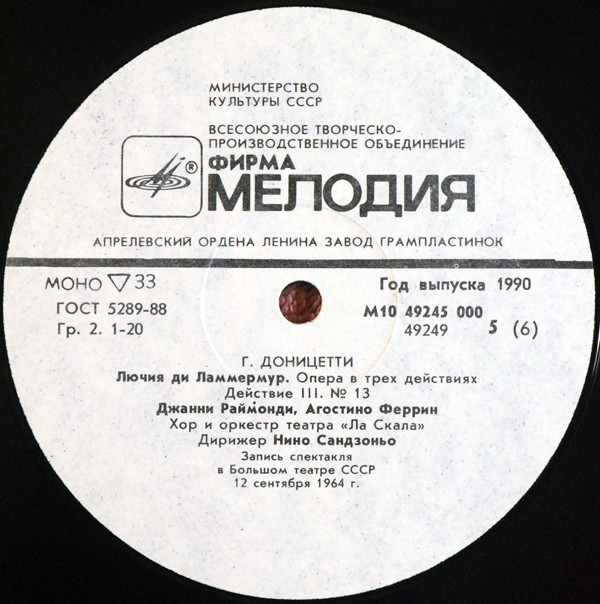 МИНИСТЕРСТВО
КУЛЬТУРЫ СССР
ВСЕСОЮЗНОЕ ТВОРЧЕСКО-
ПРОИЗВОДСТВЕННОЕ ОБЪЕДИНЕНИЕ
® ФИРМА
МЕЛОДИЯ
АПРЕЛЕВСКИЙ ОРДЕНА ЛЕНИНА ЗАВОД ГРАМПЛАСТИНОК
МОНО ▽ 33
Год выпуска 1990
ГОСТ 5289-88
М10 49245 000
Гр. 2. 1-20
49249 5 (6)
Г. ДОНИЦЕТТИ
Лючия ди Ламмермур. Опера в трех действиях
Действие III. № 13
Джанни Раймонди, Агостино Феррин
Хор и оркестр театра «Ла Скала»
Дирижер Нино Сандзоньо
Запись спектакля
в Большом театре СССР
12 сентября 1964 г.